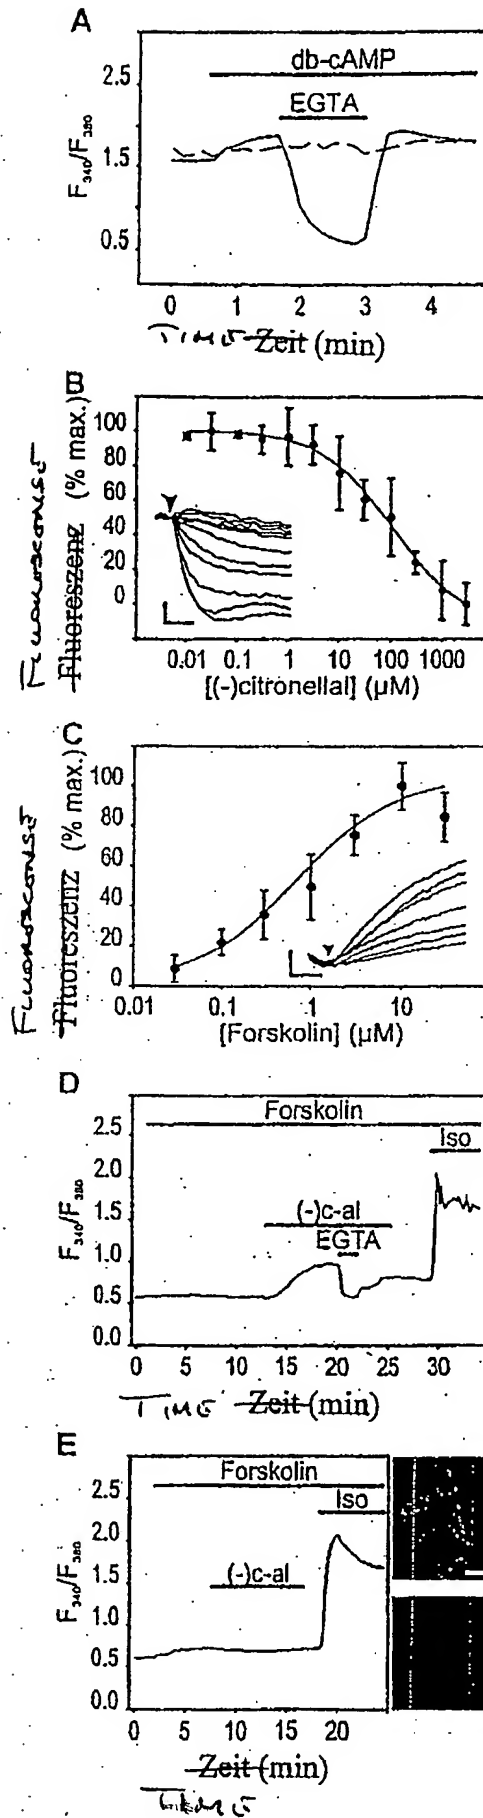 A
db-cAMP
EGTA
2.5
1.5
0.5
F₃₄₀/F₃₈₀
0 1 2 3 4
TIME Zeit (min)
B
Fluoreszenz (% max.)
100
80
60
40
20
0
0.01 0.1 1 10 100 1000
[(-)citronellal] (µM)
C
Fluoreszenz (% max.)
100
80
60
40
20
0
0.01 0.1 1 10
[Forskolin] (µM)
D
Forskolin
Iso
(-)c-al
EGTA
2.5
2.0
1.5
1.0
0.5
0.0
F₃₄₀/F₃₈₀
0 5 10 15 20 25 30
TIME Zeit (min)
E
Forskolin
Iso
(-)c-al
2.5
2.0
1.5
1.0
0.5
0.0
F₃₄₀/F₃₈₀
0 5 10 15 20
Zeit (min)
TIME